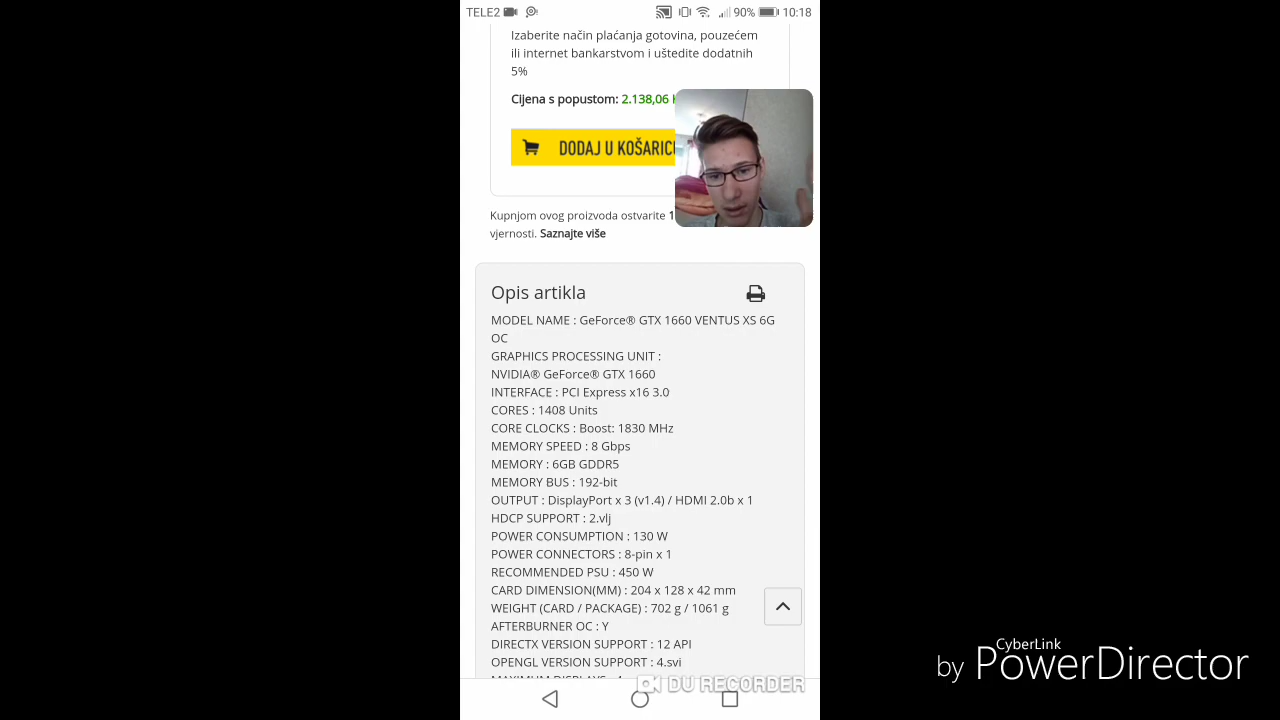 TELE2 90% 10:18
Izaberite način plaćanja gotovina, pouzećem
ili internet bankarstvom i uštedite dodatnih
5%
Cijena s popustom: 2.138,06
DODAJ U KOŠARICU
Kupnjom ovog proizvoda ostvarite 1
vjernosti. Saznajte više
Opis artikla
MODEL NAME : GeForce® GTX 1660 VENTUS XS 6G
OC
GRAPHICS PROCESSING UNIT :
NVIDIA® GeForce® GTX 1660
INTERFACE : PCI Express x16 3.0
CORES : 1408 Units
CORE CLOCKS : Boost: 1830 MHz
MEMORY SPEED : 8 Gbps
MEMORY : 6GB GDDR5
MEMORY BUS : 192-bit
OUTPUT : DisplayPort x 3 (v1.4) / HDMI 2.0b x 1
HDCP SUPPORT : 2.vlj
POWER CONSUMPTION : 130 W
POWER CONNECTORS : 8-pin x 1
RECOMMENDED PSU : 450 W
CARD DIMENSION(MM) : 204 x 128 x 42 mm
WEIGHT (CARD / PACKAGE) : 702 g / 1061 g
AFTERBURNER OC : Y
DIRECTX VERSION SUPPORT : 12 API
OPENGL VERSION SUPPORT : 4.svi
DU RECORDER
by CyberLink PowerDirector